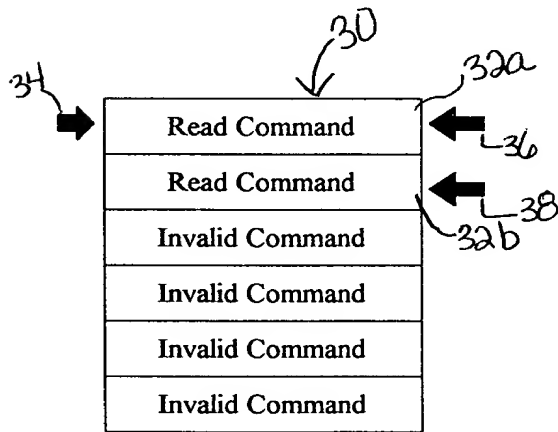 30
32a
34
Read Command
36
Read Command
38
32b
Invalid Command
Invalid Command
Invalid Command
Invalid Command